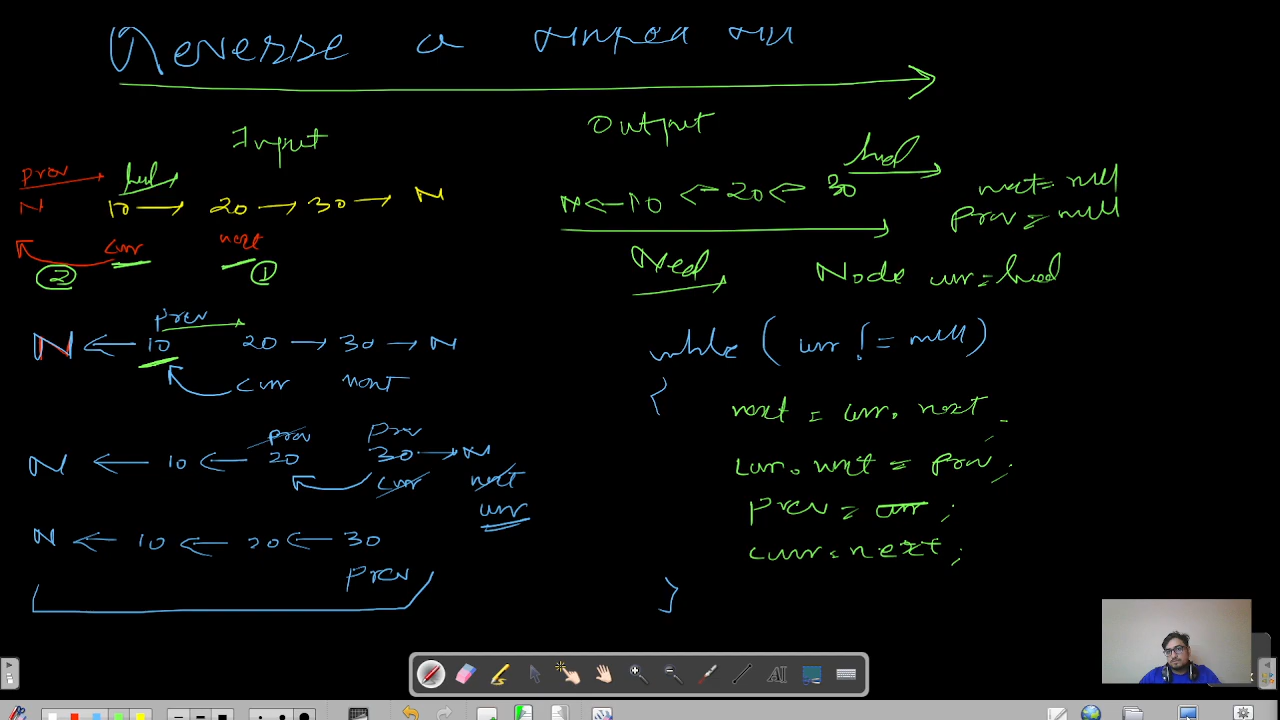 Reverse a
Input
Output
prev head
N 10 → 20 → 30 → N
curr next
② ①
head
N ← 10 ← 20 ← 30
next = null
prev = null
Node curr = head
prev
N ← 10 20 → 30 → N
curr next
while ( curr != null )
{
next = curr. next ;
curr. next = prev ;
prev = curr ;
curr = next ;
}
prev prev
N ← 10 ← 20 30 → N
curr next
curr
N ← 10 ← 20 ← 30
prev